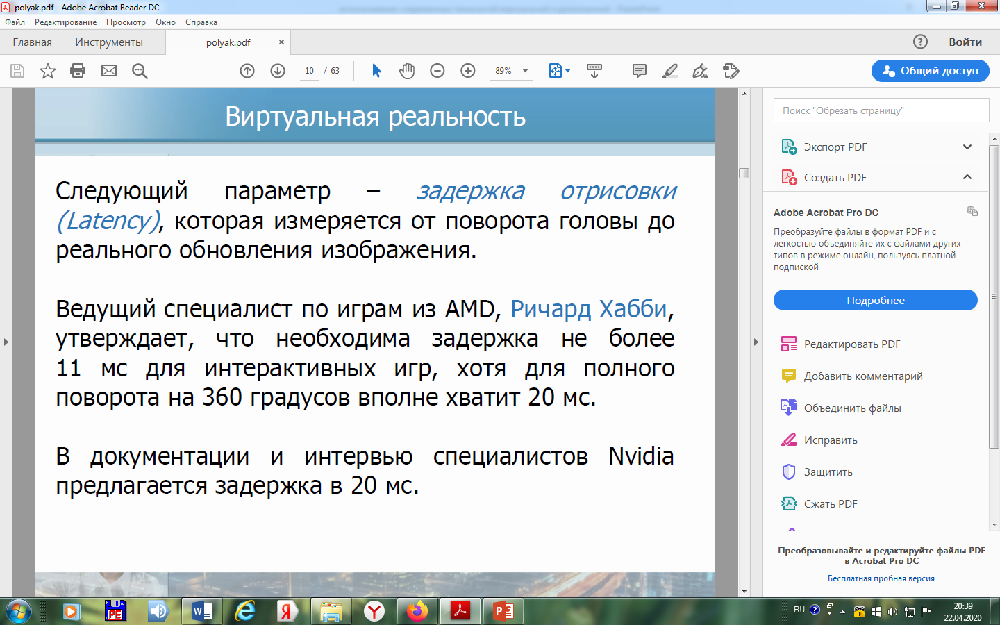 polyak.pdf - Adobe Acrobat Reader DC
Файл Редактирование Просмотр Окно Справка
Главная Инструменты polyak.pdf × ? Войти
10 / 63 89% Общий доступ
Виртуальная реальность
Следующий параметр – задержка отрисовки
(Latency), которая измеряется от поворота головы до
реального обновления изображения.
Ведущий специалист по играм из AMD, Ричард Хабби,
утверждает, что необходима задержка не более
11 мс для интерактивных игр, хотя для полного
поворота на 360 градусов вполне хватит 20 мс.
В документации и интервью специалистов Nvidia
предлагается задержка в 20 мс.
Поиск "Обрезать страницу"
Экспорт PDF
Создать PDF
Adobe Acrobat Pro DC
Преобразуйте файлы в формат PDF и с
легкостью объединяйте их с файлами других
типов в режиме онлайн, пользуясь платной
подпиской
Подробнее
Редактировать PDF
Добавить комментарий
Объединить файлы
Исправить
Защитить
Сжать PDF
Преобразовывайте и редактируйте файлы PDF
в Acrobat Pro DC
Бесплатная пробная версия
RU 20:39
22.04.2020